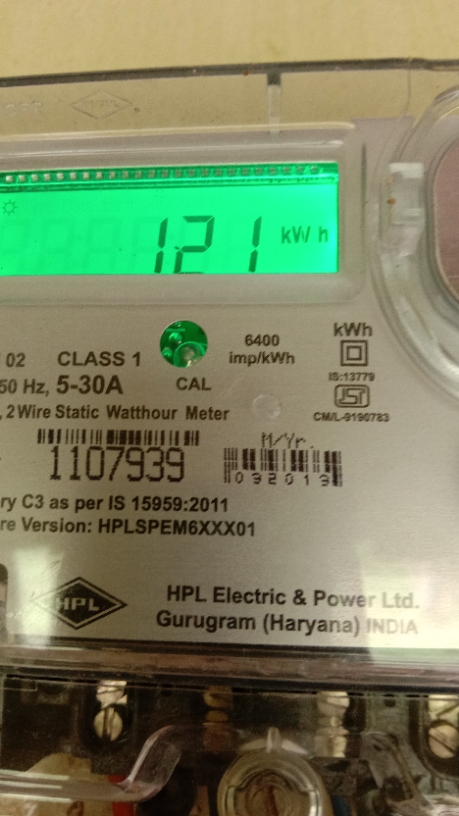 121 kWh
02 CLASS 1
CAL
6400
imp/kWh
kWh
IS:13779
CM/L-9190783
50 Hz, 5-30A
, 2 Wire Static Watthour Meter
1107939
M/Yr.
032019
ry C3 as per IS 15959:2011
re Version: HPLSPEM6XXX01
HPL
HPL Electric & Power Ltd.
Gurugram (Haryana) INDIA